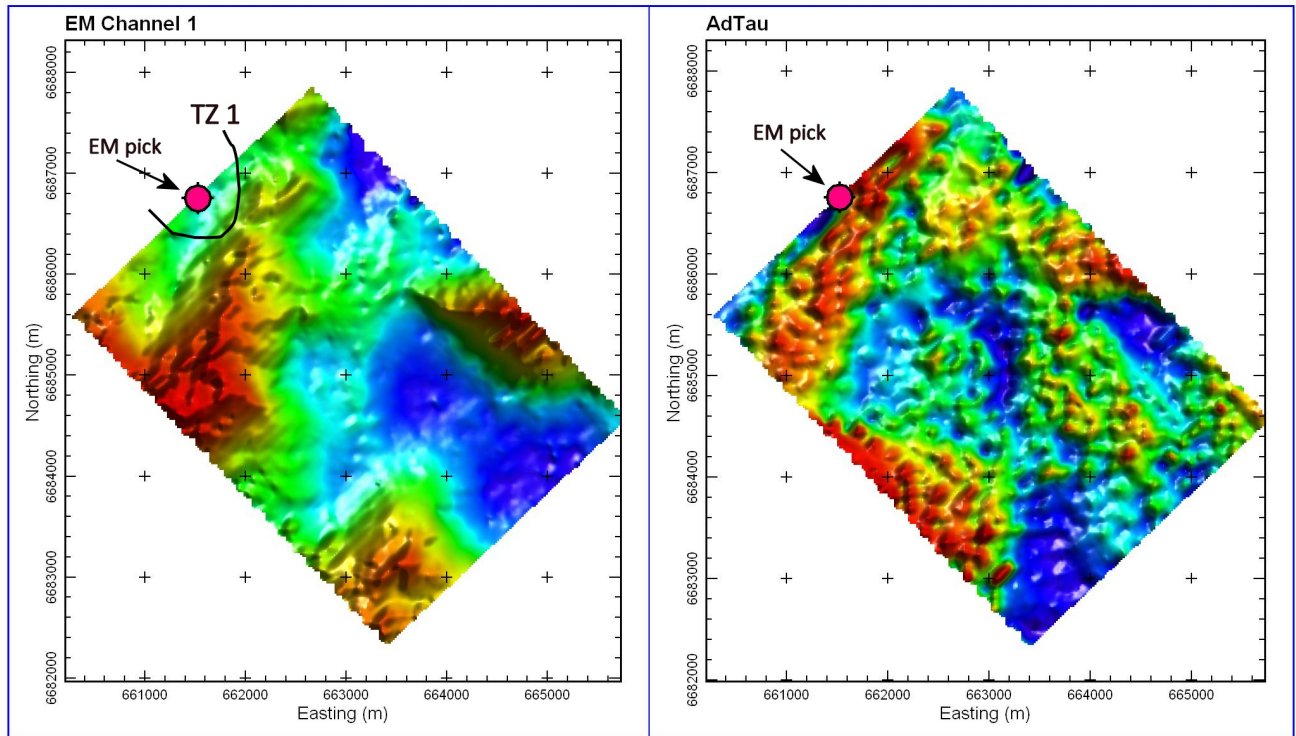 EM Channel 1
TZ 1
EM pick
6688000
6687000
6686000
6685000
6684000
6683000
6682000
Northing (m)
661000 662000 663000 664000 665000
Easting (m)
AdTau
EM pick
6688000
6687000
6686000
6685000
6684000
6683000
6682000
Northing (m)
661000 662000 663000 664000 665000
Easting (m)